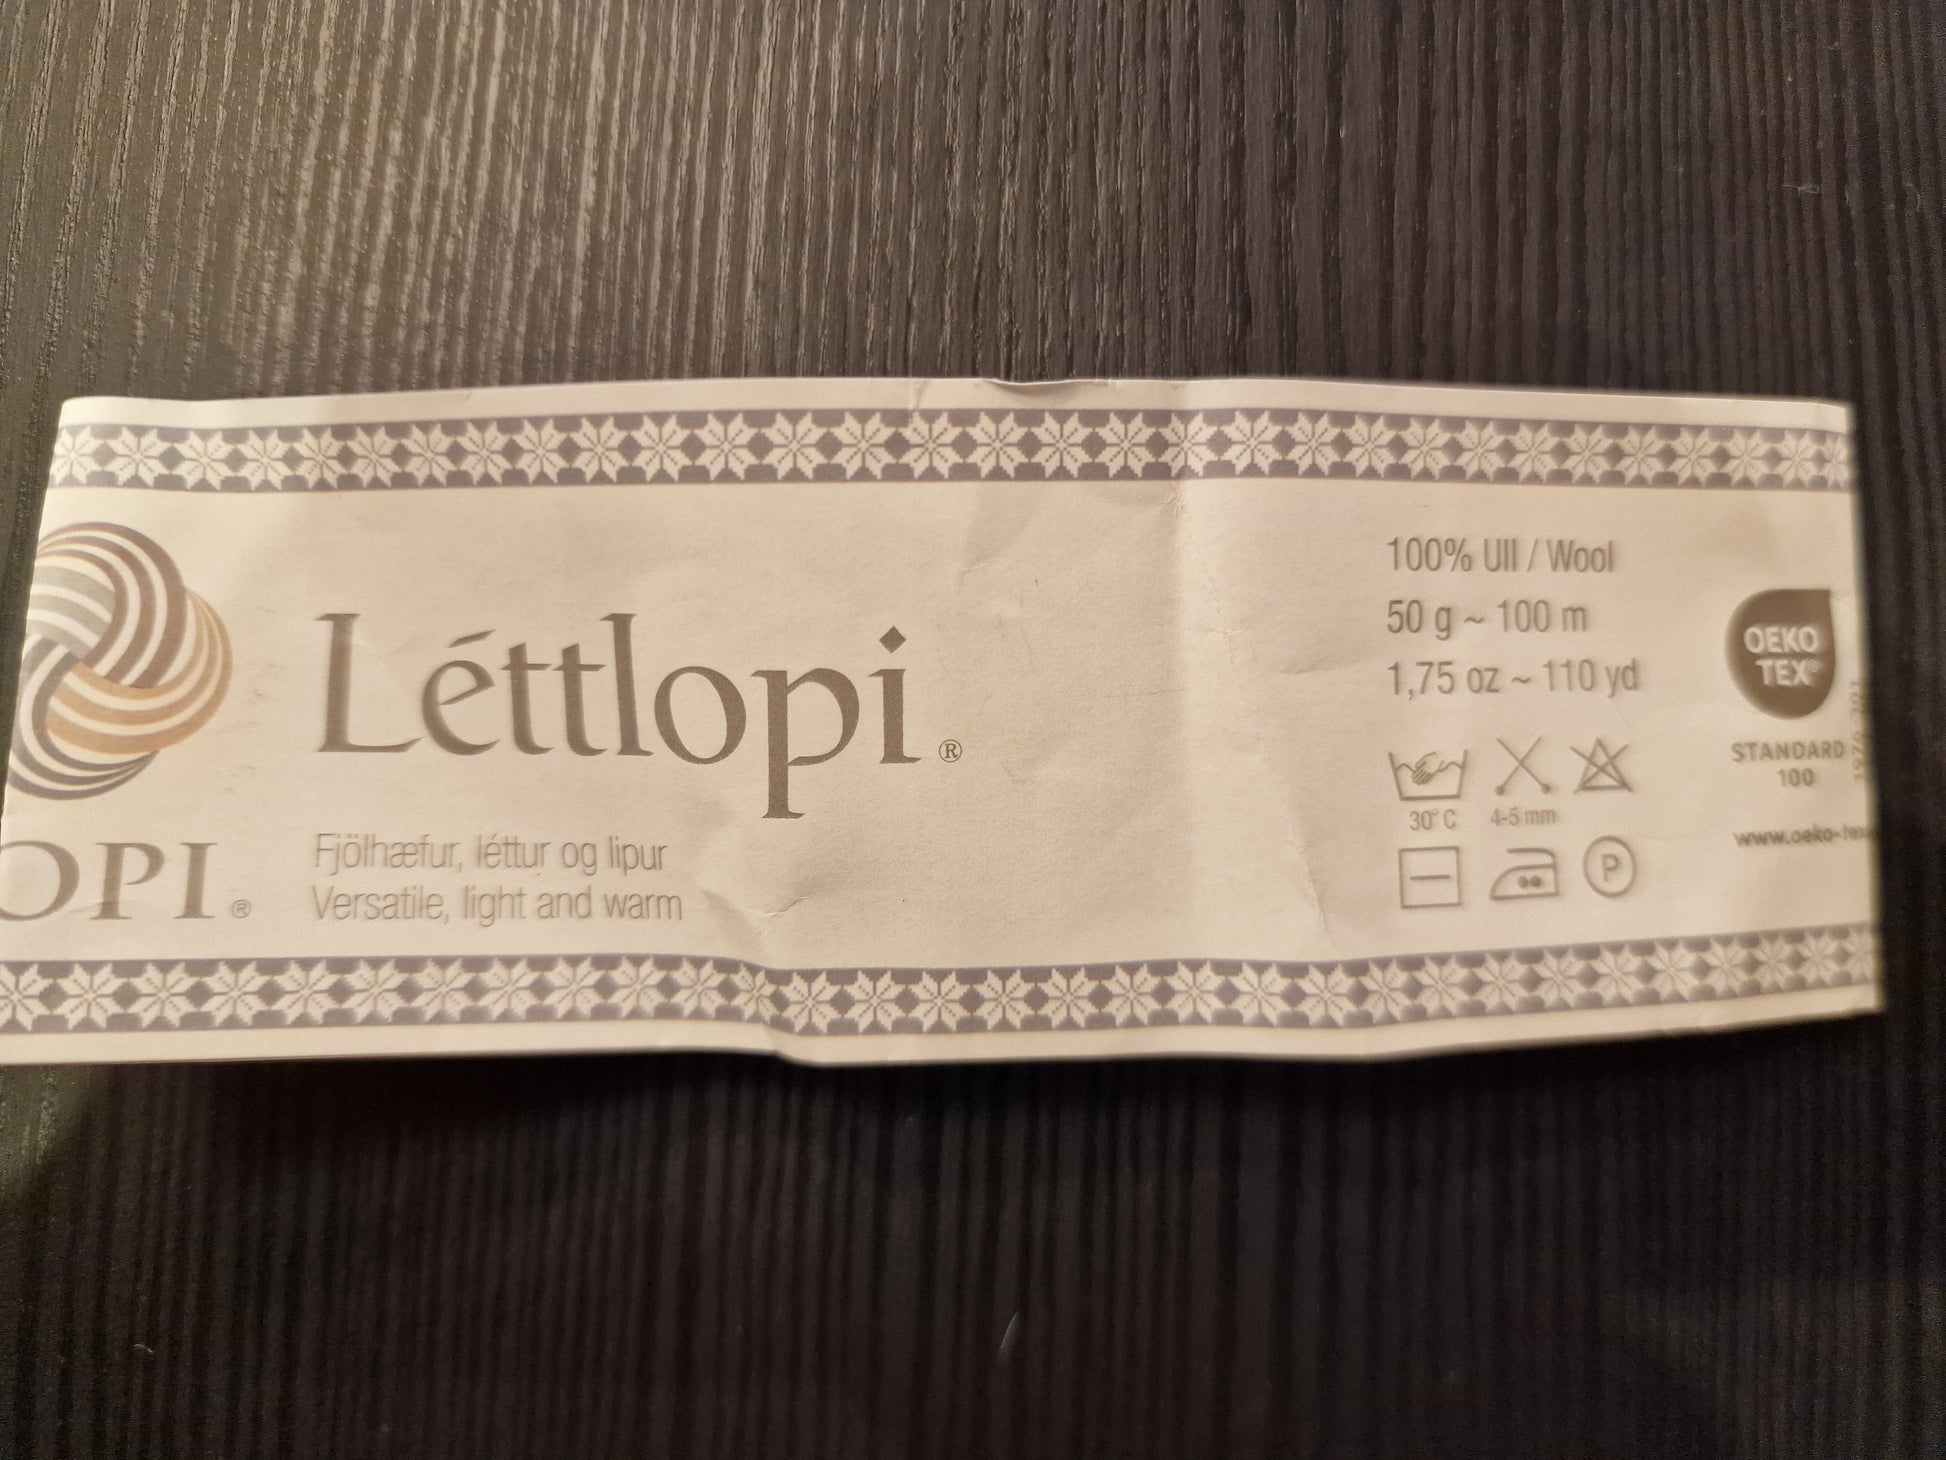 OPI®
Léttlopi®
Fjölhæfur, léttur og lipur
Versatile, light and warm
100% Ull / Wool
50 g ~ 100 m
1,75 oz ~ 110 yd
30° C
4-5 mm
P
OEKO
TEX®
STANDARD
100